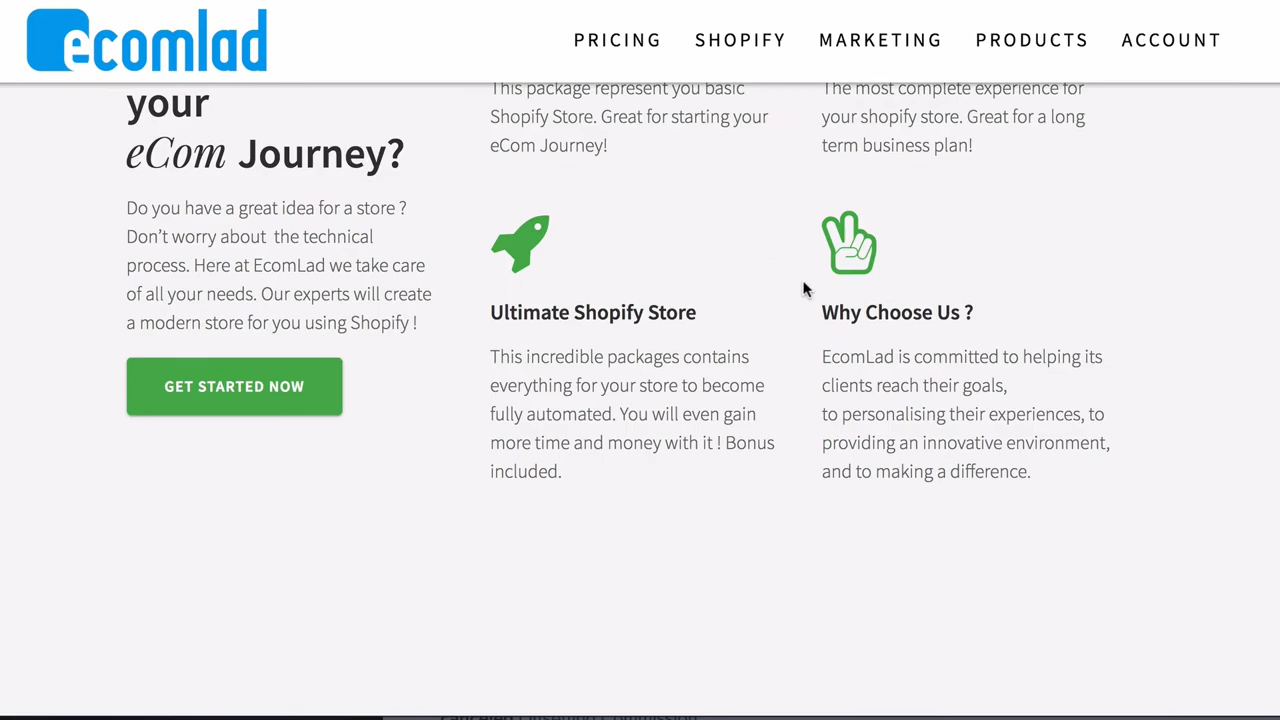 ecomlad
PRICING SHOPIFY MARKETING PRODUCTS ACCOUNT
your
eCom Journey?
Do you have a great idea for a store ?
Don’t worry about  the technical
process. Here at EcomLad we take care
of all your needs. Our experts will create
a modern store for you using Shopify !
GET STARTED NOW
This package represent you basic
Shopify Store. Great for starting your
eCom Journey!
The most complete experience for
your shopify store. Great for a long
term business plan!
Ultimate Shopify Store
This incredible packages contains
everything for your store to become
fully automated. You will even gain
more time and money with it ! Bonus
included.
Why Choose Us ?
EcomLad is committed to helping its
clients reach their goals,
to personalising their experiences, to
providing an innovative environment,
and to making a difference.